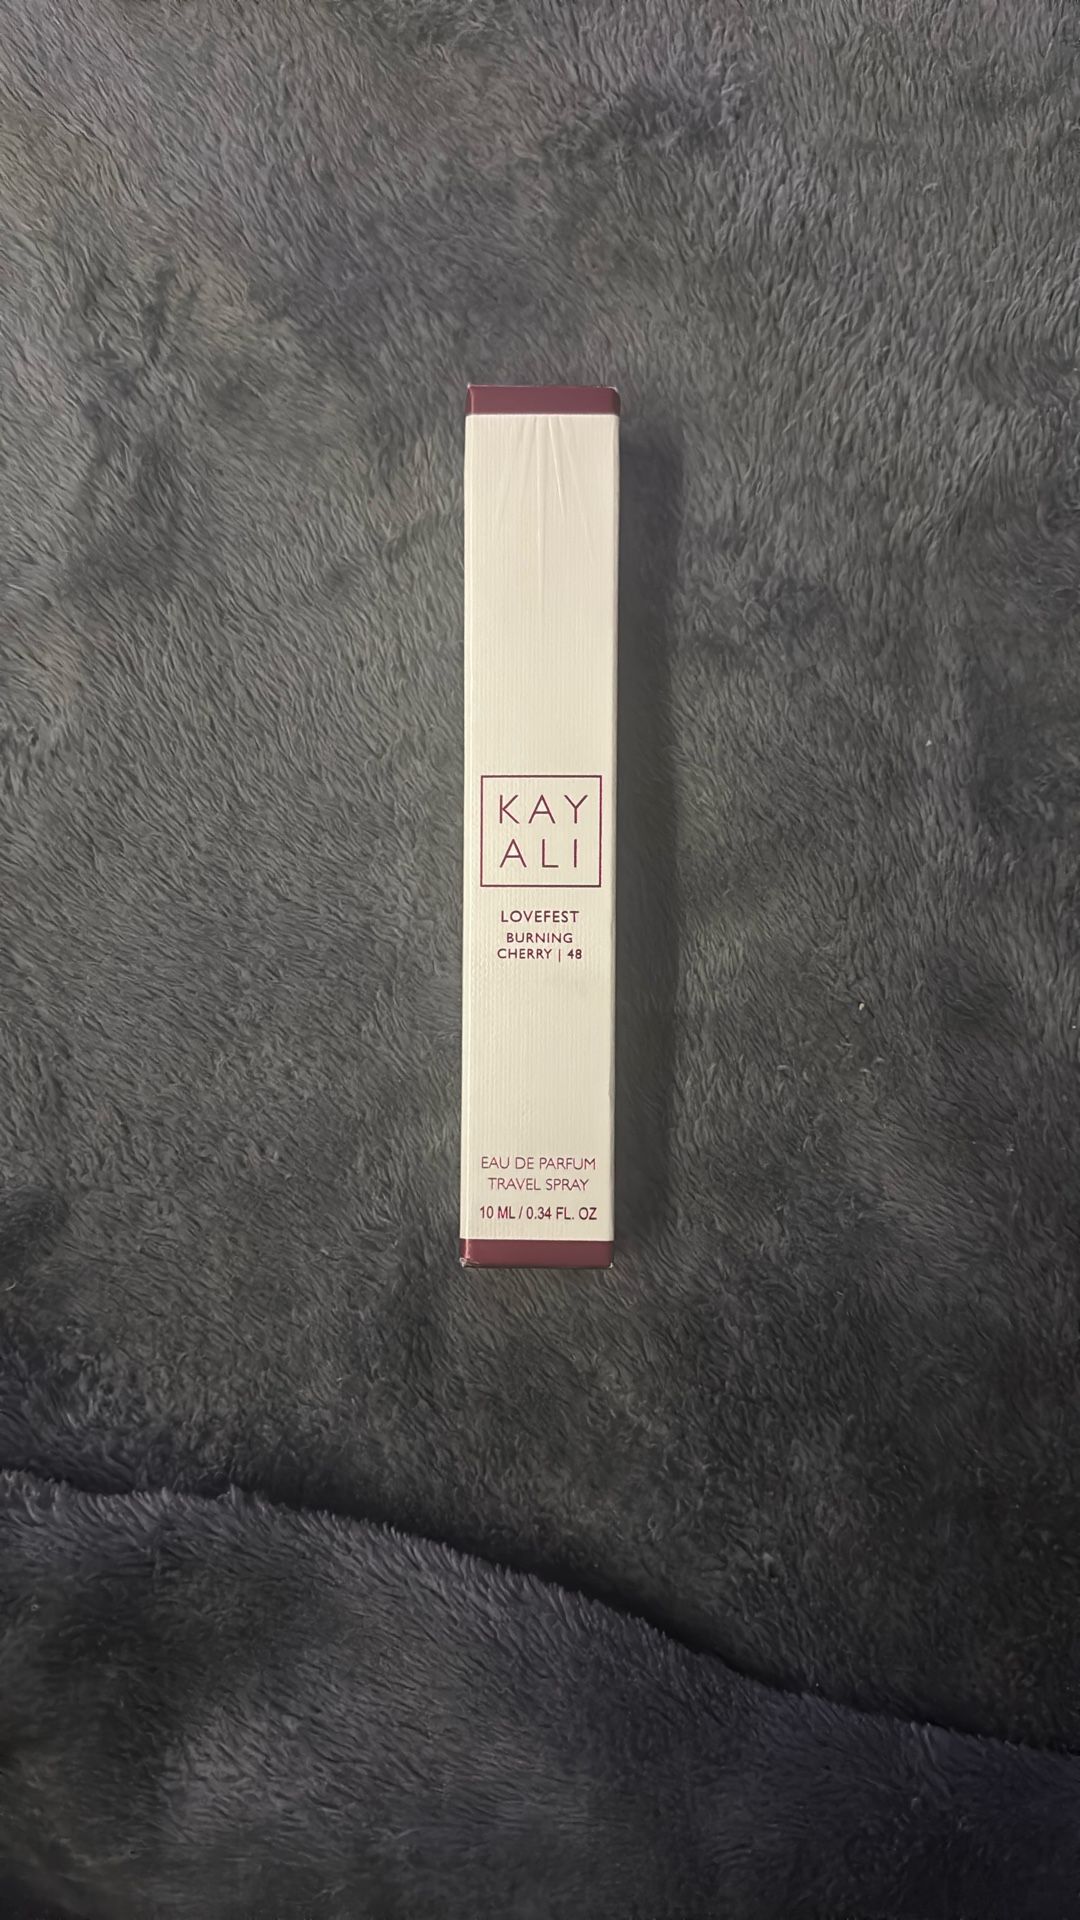 KAY
ALI
LOVEFEST
BURNING
CHERRY | 48
EAU DE PARFUM
TRAVEL SPRAY
10 ML / 0.34 FL. OZ